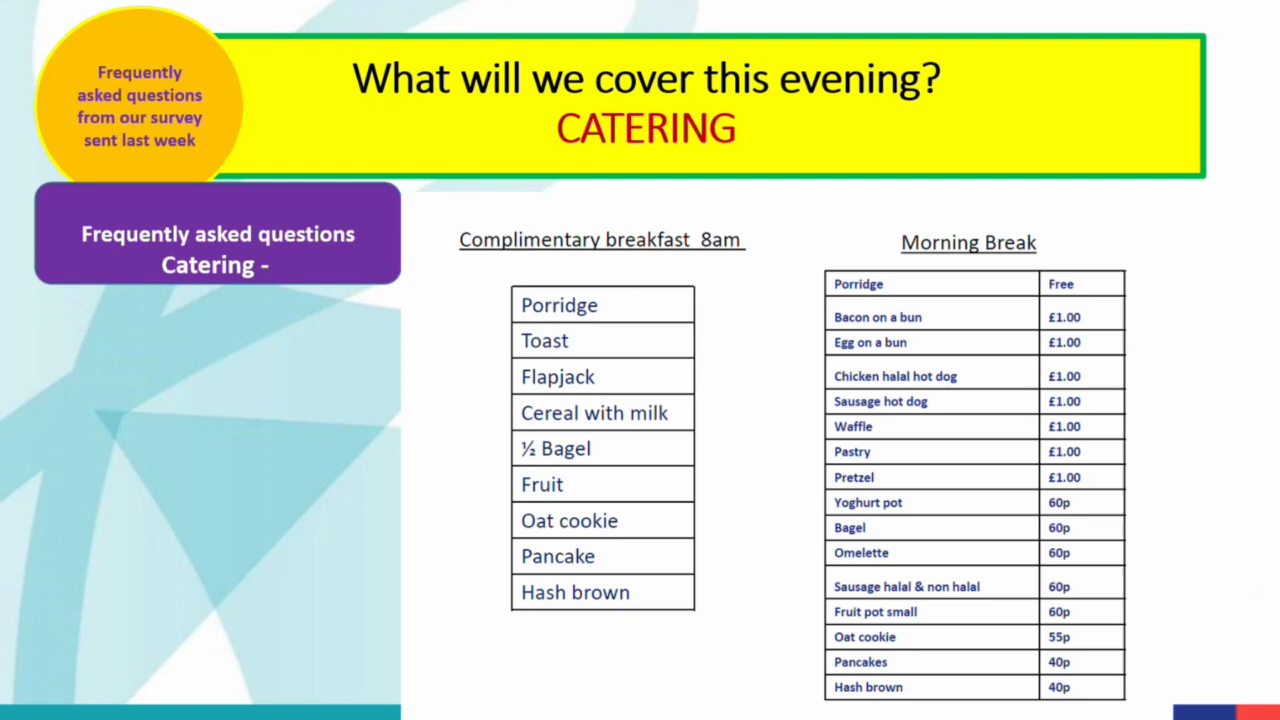 Frequently
asked questions
from our survey
sent last week
What will we cover this evening?
CATERING
Frequently asked questions
Catering -
Complimentary breakfast  8am
Porridge
Toast
Flapjack
Cereal with milk
½ Bagel
Fruit
Oat cookie
Pancake
Hash brown
Morning Break
Porridge Free
Bacon on a bun £1.00
Egg on a bun £1.00
Chicken halal hot dog £1.00
Sausage hot dog £1.00
Waffle £1.00
Pastry £1.00
Pretzel £1.00
Yoghurt pot 60p
Bagel 60p
Omelette 60p
Sausage halal & non halal 60p
Fruit pot small 60p
Oat cookie 55p
Pancakes 40p
Hash brown 40p